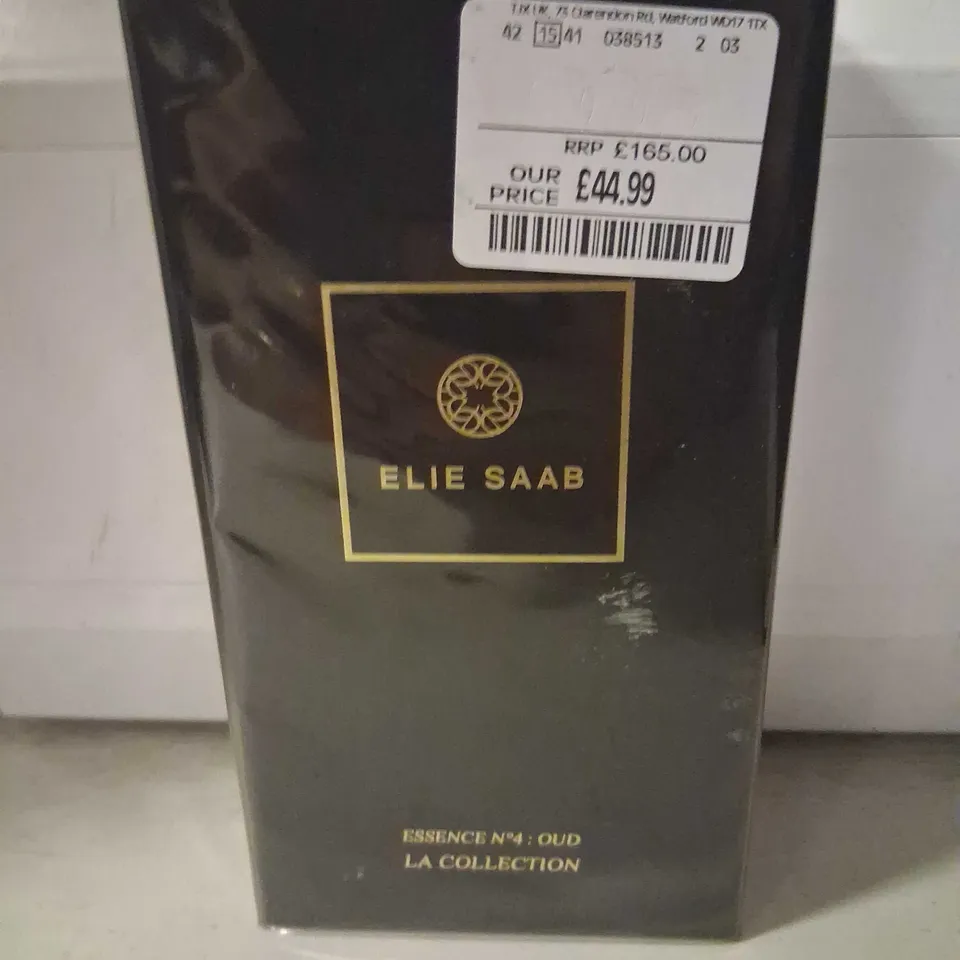 TJX UK, 73 Clarendon Rd, Watford WD17 1TX
42 15 41 038513 2 03
RRP £165.00
OUR PRICE £44.99
ELIE SAAB
ESSENCE N°4 : OUD
LA COLLECTION